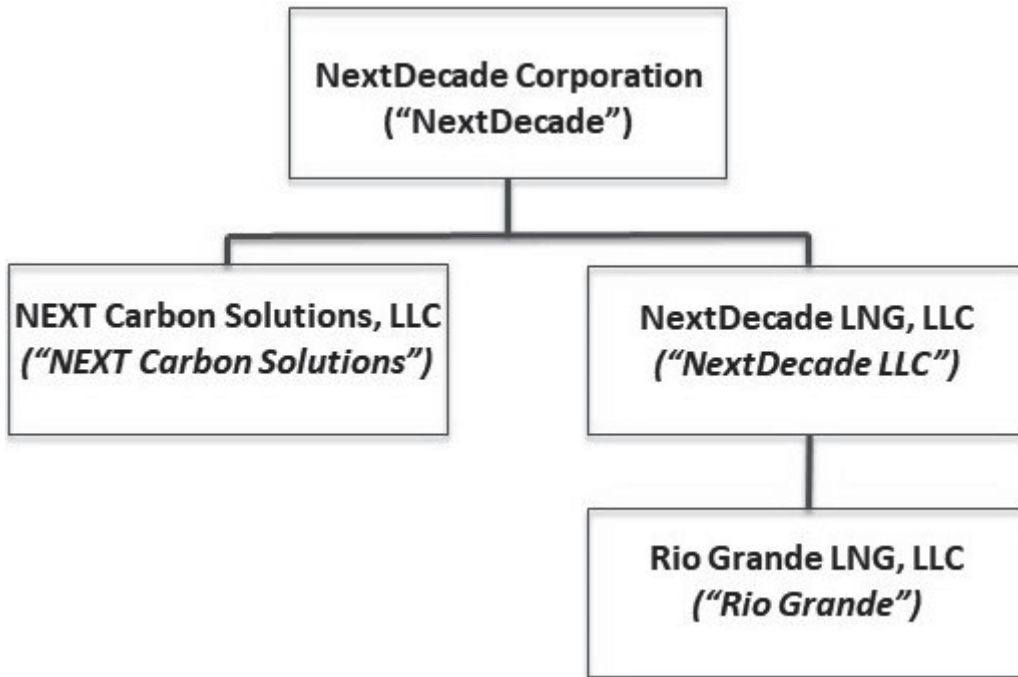 NextDecade Corporation
(“NextDecade”)
NEXT Carbon Solutions, LLC
(“NEXT Carbon Solutions”)
NextDecade LNG, LLC
(“NextDecade LLC”)
Rio Grande LNG, LLC
(“Rio Grande”)